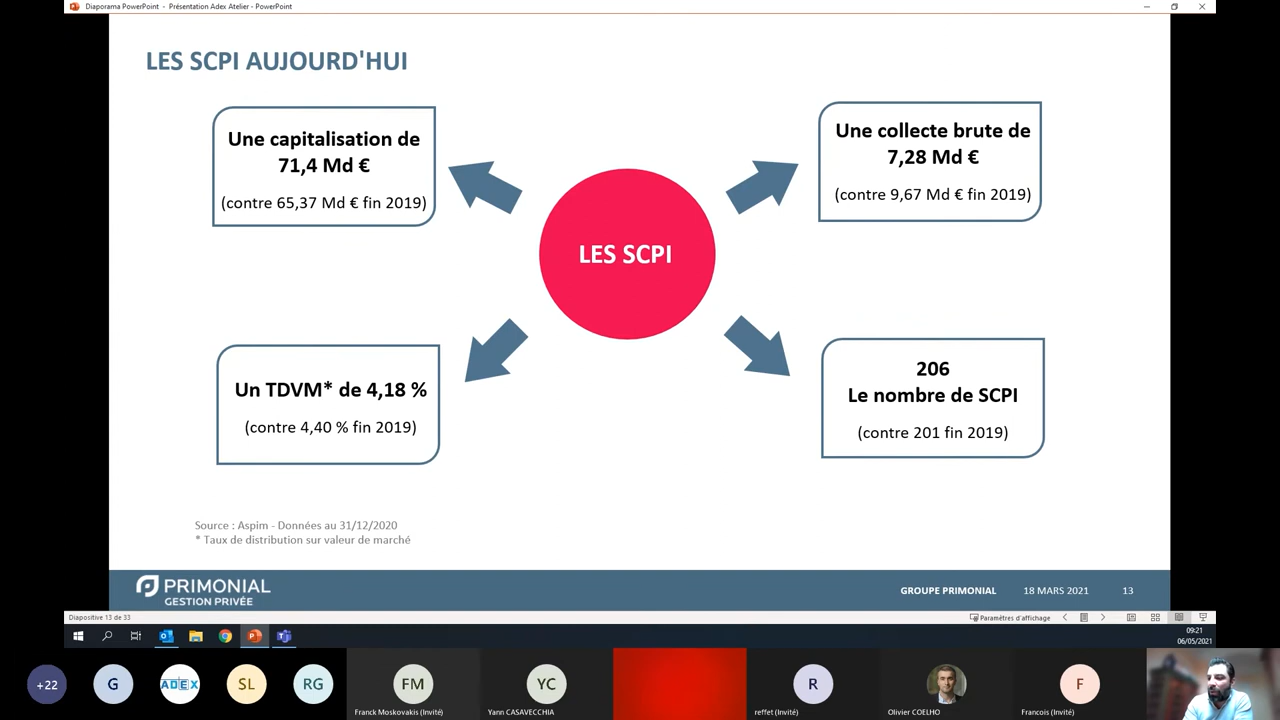 Diaporama PowerPoint - Présentation Adex Atelier - PowerPoint
LES SCPI AUJOURD'HUI
Une capitalisation de
71,4 Md €
(contre 65,37 Md € fin 2019)
Une collecte brute de
7,28 Md €
(contre 9,67 Md € fin 2019)
LES SCPI
Un TDVM* de 4,18 %
(contre 4,40 % fin 2019)
206
Le nombre de SCPI
(contre 201 fin 2019)
Source : Aspim - Données au 31/12/2020
* Taux de distribution sur valeur de marché
PRIMONIAL
GESTION PRIVÉE
GROUPE PRIMONIAL 18 MARS 2021 13
Diapositive 13 de 33
Paramètres d'affichage
09:21
06/05/2021
+22
G
ADEX
SL
RG
FM
Franck Moskovakis (Invité)
YC
Yann CASAVECCHIA
R
reffet (Invité)
Olivier COELHO
F
Francois (Invité)